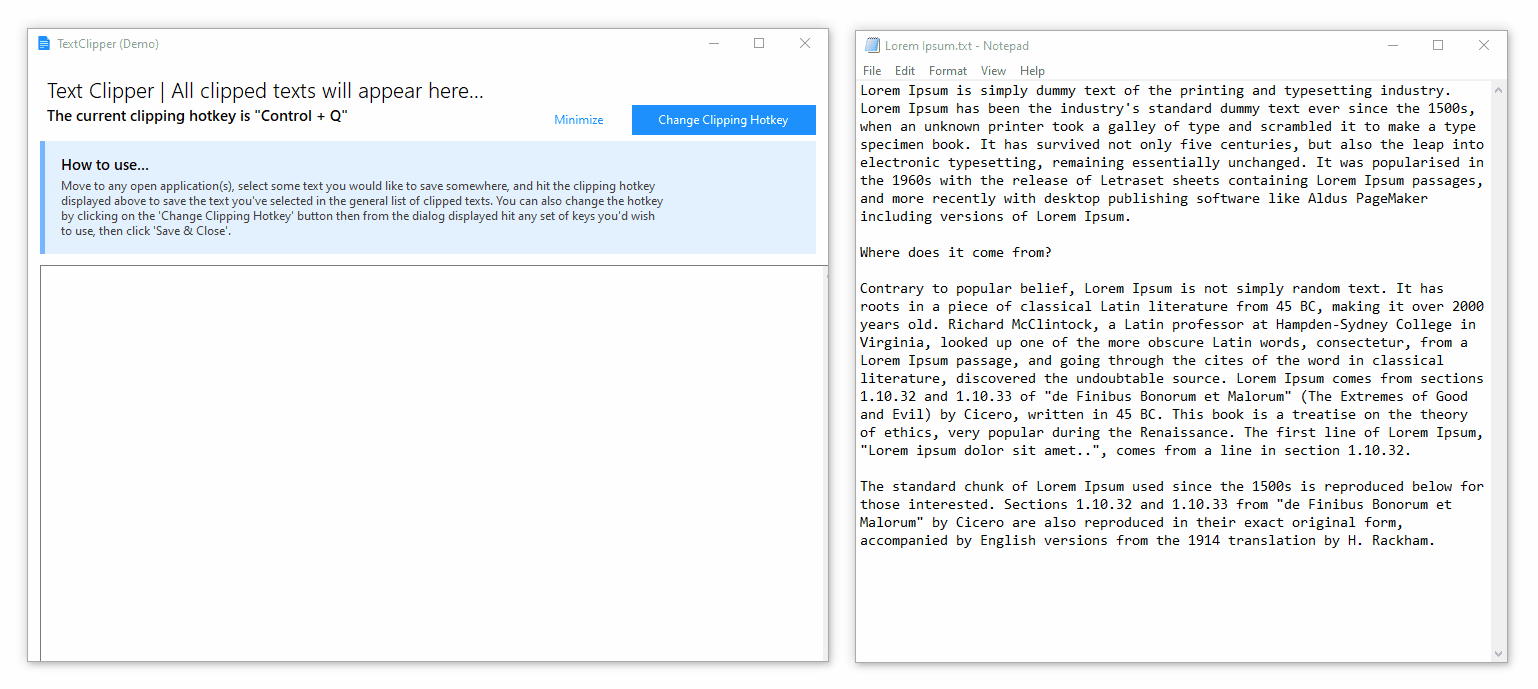 TextClipper (Demo)
Text Clipper | All clipped texts will appear here...
The current clipping hotkey is "Control + Q"
Minimize
Change Clipping Hotkey
How to use...
Move to any open application(s), select some text you would like to save somewhere, and hit the clipping hotkey
displayed above to save the text you've selected in the general list of clipped texts. You can also change the hotkey
by clicking on the 'Change Clipping Hotkey' button then from the dialog displayed hit any set of keys you'd wish
to use, then click 'Save & Close'.
Lorem Ipsum.txt - Notepad
File Edit Format View Help
Lorem Ipsum is simply dummy text of the printing and typesetting industry.
Lorem Ipsum has been the industry's standard dummy text ever since the 1500s,
when an unknown printer took a galley of type and scrambled it to make a type
specimen book. It has survived not only five centuries, but also the leap into
electronic typesetting, remaining essentially unchanged. It was popularised in
the 1960s with the release of Letraset sheets containing Lorem Ipsum passages,
and more recently with desktop publishing software like Aldus PageMaker
including versions of Lorem Ipsum.
Where does it come from?
Contrary to popular belief, Lorem Ipsum is not simply random text. It has
roots in a piece of classical Latin literature from 45 BC, making it over 2000
years old. Richard McClintock, a Latin professor at Hampden-Sydney College in
Virginia, looked up one of the more obscure Latin words, consectetur, from a
Lorem Ipsum passage, and going through the cites of the word in classical
literature, discovered the undoubtable source. Lorem Ipsum comes from sections
1.10.32 and 1.10.33 of "de Finibus Bonorum et Malorum" (The Extremes of Good
and Evil) by Cicero, written in 45 BC. This book is a treatise on the theory
of ethics, very popular during the Renaissance. The first line of Lorem Ipsum,
"Lorem ipsum dolor sit amet..", comes from a line in section 1.10.32.
The standard chunk of Lorem Ipsum used since the 1500s is reproduced below for
those interested. Sections 1.10.32 and 1.10.33 from "de Finibus Bonorum et
Malorum" by Cicero are also reproduced in their exact original form,
accompanied by English versions from the 1914 translation by H. Rackham.